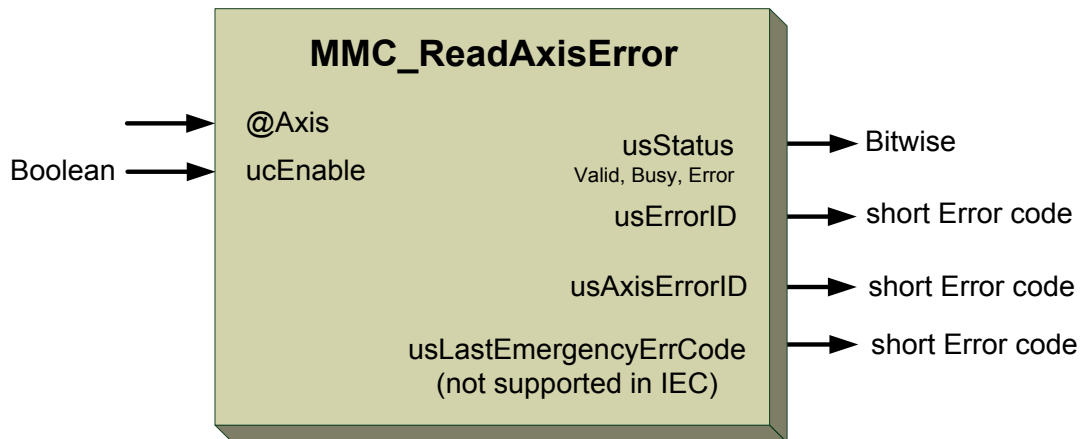 MMC_ReadAxisError
@Axis
Boolean
ucEnable
usStatus
Valid, Busy, Error
Bitwise
usErrorID
short Error code
usAxisErrorID
short Error code
usLastEmergencyErrCode
(not supported in IEC)
short Error code